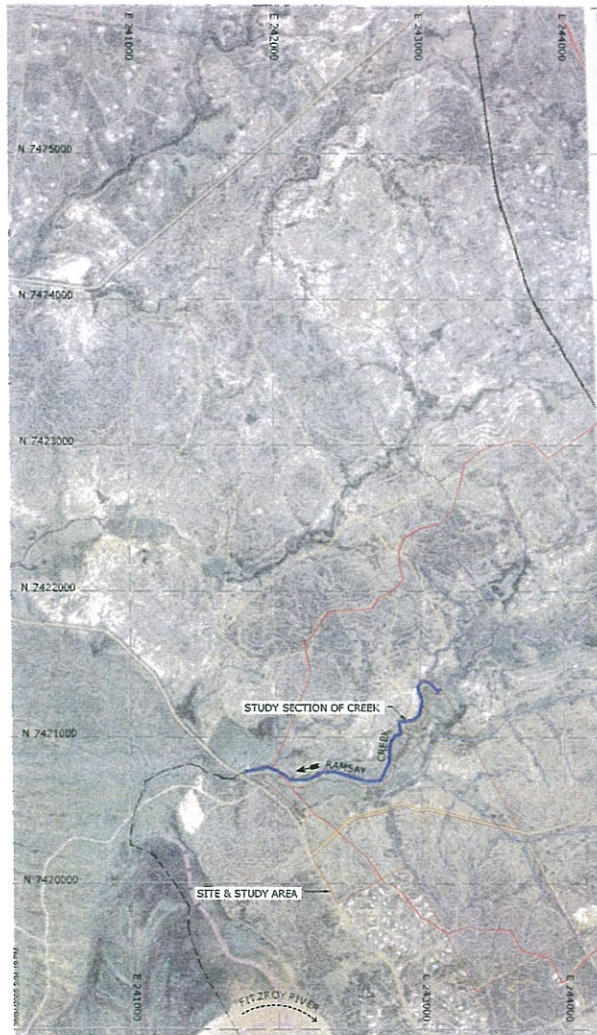 E 241000
E 242000
E 243000
E 244000
N 7425000
N 7424000
N 7423000
N 7422000
STUDY SECTION OF CREEK
N 7421000
RAMSAY CREEK
N 7420000
SITE & STUDY AREA
E 241000
FITZROY RIVER
E 243000
E 244000